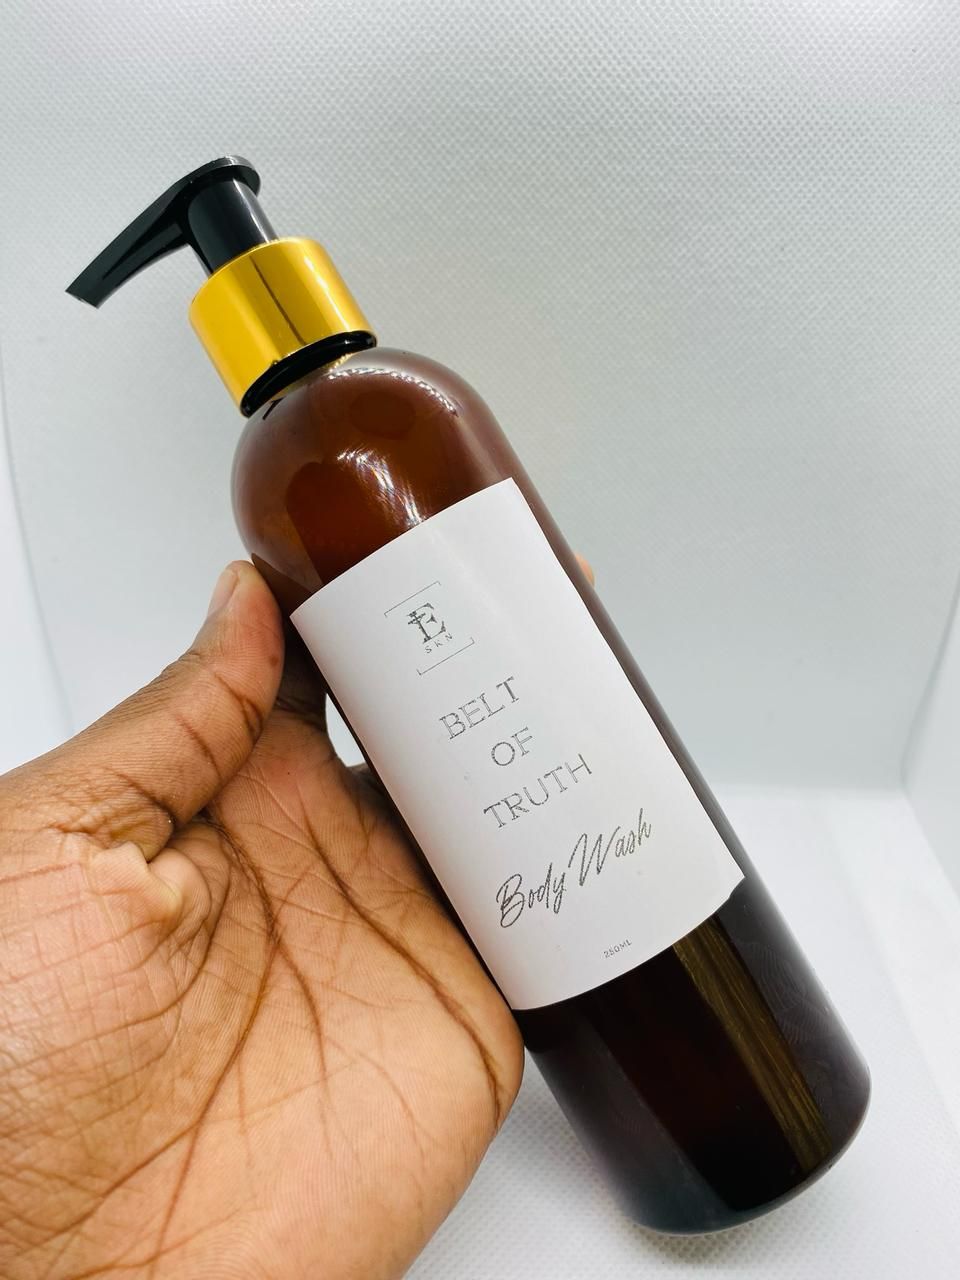 E
SKN
BELT
OF
TRUTH
Body Wash
250ML